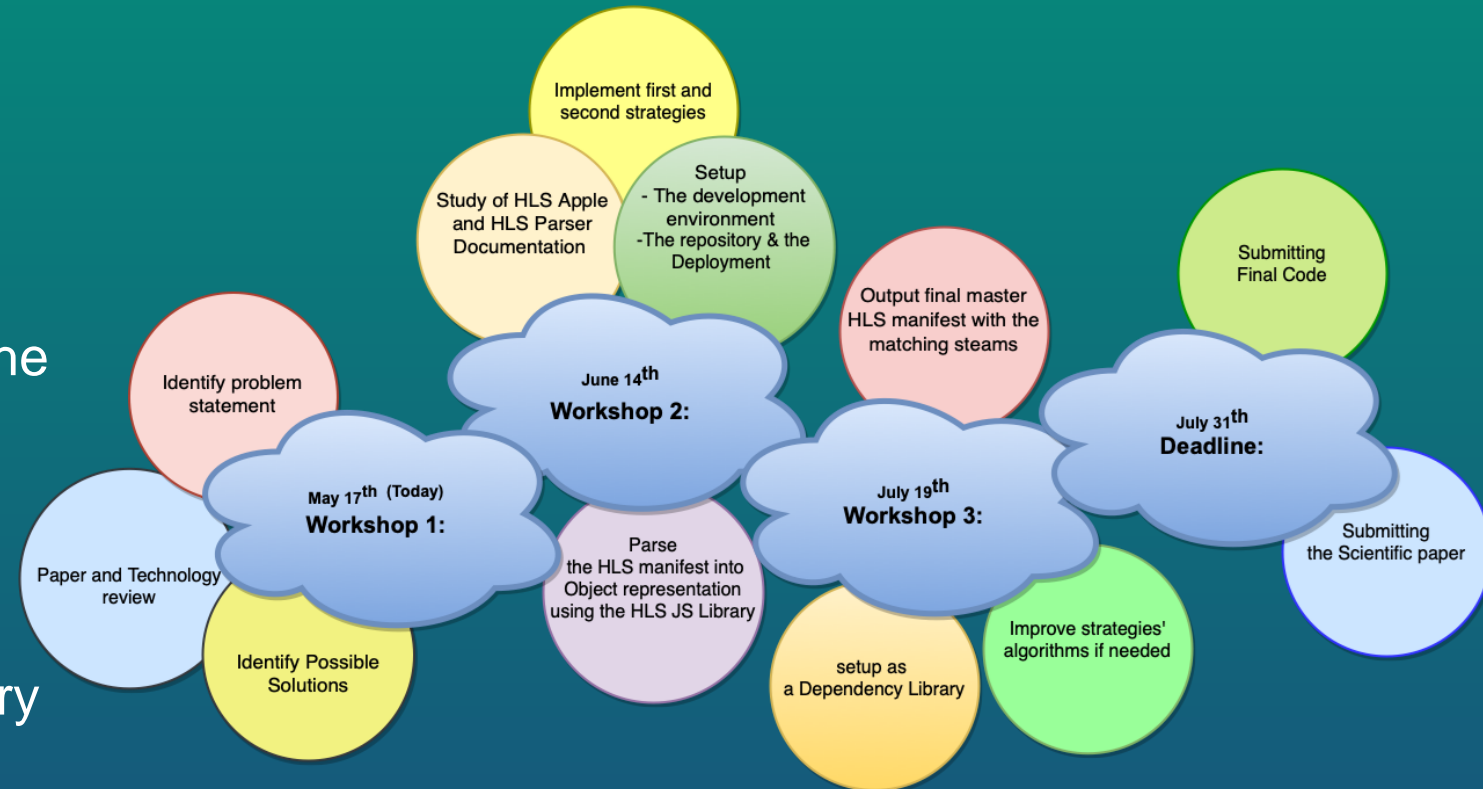 ne
ry
Identify problem
statement
Paper and Technology
review
Identify Possible
Solutions
May 17th (Today)
Workshop 1:
Implement first and
second strategies
Study of HLS Apple
and HLS Parser
Documentation
Setup
- The development
environment
-The repository & the
Deployment
June 14th
Workshop 2:
Parse
the HLS manifest into
Object representation
using the HLS JS Library
Output final master
HLS manifest with the
matching steams
July 19th
Workshop 3:
setup as
a Dependency Library
Improve strategies'
algorithms if needed
Submitting
Final Code
July 31th
Deadline:
Submitting
the Scientific paper